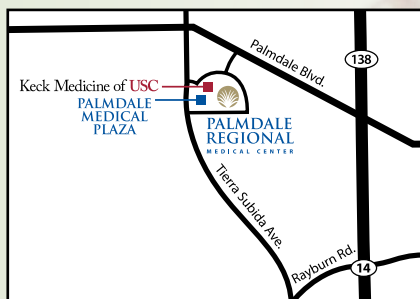 Palmdale Blvd.
138
Keck Medicine of USC
PALMDALE
MEDICAL
PLAZA
PALMDALE
REGIONAL
MEDICAL CENTER
Tierra Subida Ave.
Rayburn Rd.
14